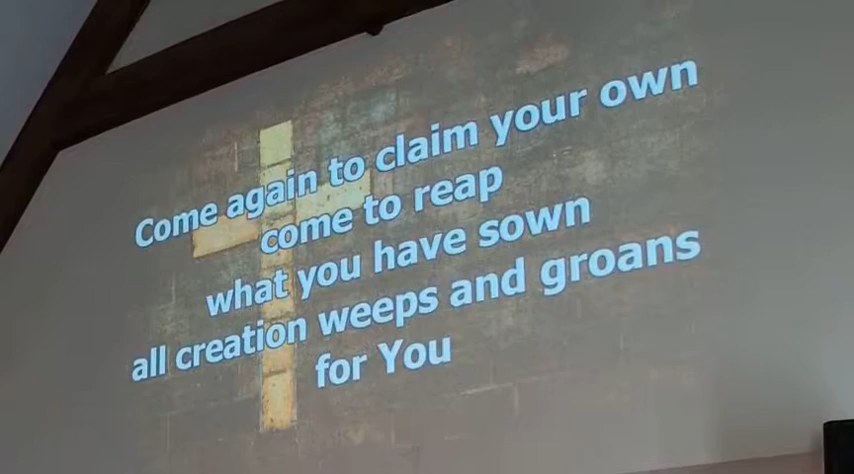 Come again to claim your own
come to reap
what you have sown
all creation weeps and groans
for You